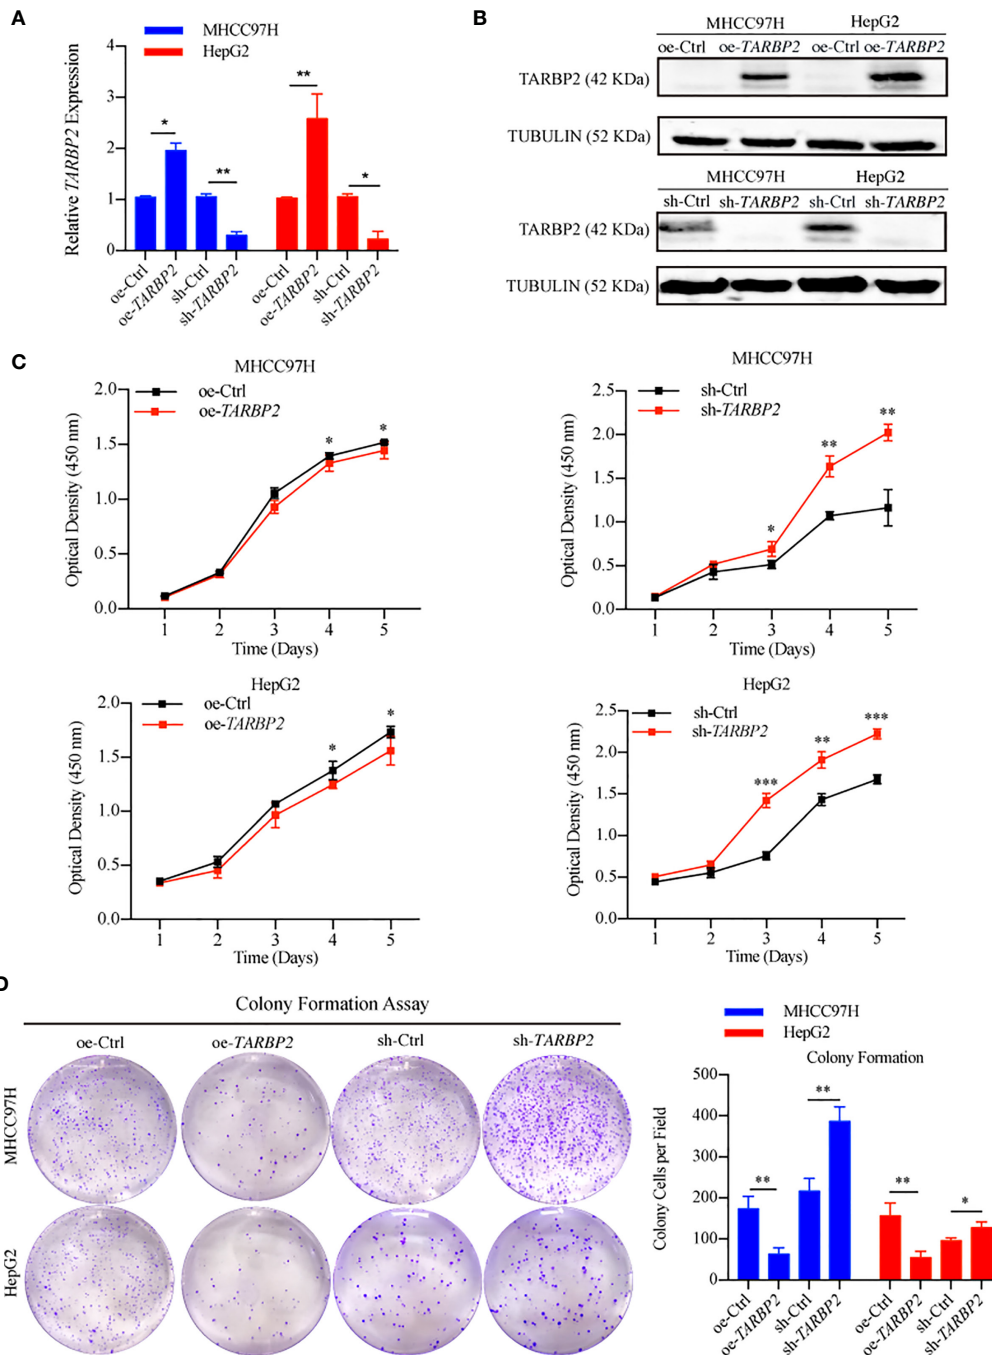 A
MHCC97H
HepG2
Relative TARBP2 Expression
4
3
2
1
0
*
**
**
*
oe-Ctrl
oe-TARBP2
sh-Ctrl
sh-TARBP2
oe-Ctrl
oe-TARBP2
sh-Ctrl
sh-TARBP2
B
MHCC97H HepG2
oe-Ctrl oe-TARBP2 oe-Ctrl oe-TARBP2
TARBP2 (42 KDa)
TUBULIN (52 KDa)
MHCC97H HepG2
sh-Ctrl sh-TARBP2 sh-Ctrl sh-TARBP2
TARBP2 (42 KDa)
TUBULIN (52 KDa)
C
MHCC97H
oe-Ctrl
oe-TARBP2
Optical Density (450 nm)
2.0
1.5
1.0
0.5
0.0
* *
1 2 3 4 5
Time (Days)
MHCC97H
sh-Ctrl
sh-TARBP2
Optical Density (450 nm)
2.5
2.0
1.5
1.0
0.5
0.0
* ** **
1 2 3 4 5
Time (Days)
HepG2
oe-Ctrl
oe-TARBP2
Optical Density (450 nm)
2.0
1.5
1.0
0.5
0.0
* *
1 2 3 4 5
Time (Days)
HepG2
sh-Ctrl
sh-TARBP2
Optical Density (450 nm)
2.5
2.0
1.5
1.0
0.5
0.0
*** ** ***
1 2 3 4 5
Time (Days)
D
Colony Formation Assay
oe-Ctrl oe-TARBP2 sh-Ctrl sh-TARBP2
MHCC97H
HepG2
MHCC97H
HepG2
Colony Formation
Colony Cells per Field
500
400
300
200
100
0
**
**
**
*
oe-Ctrl
oe-TARBP2
sh-Ctrl
sh-TARBP2
oe-Ctrl
oe-TARBP2
sh-Ctrl
sh-TARBP2